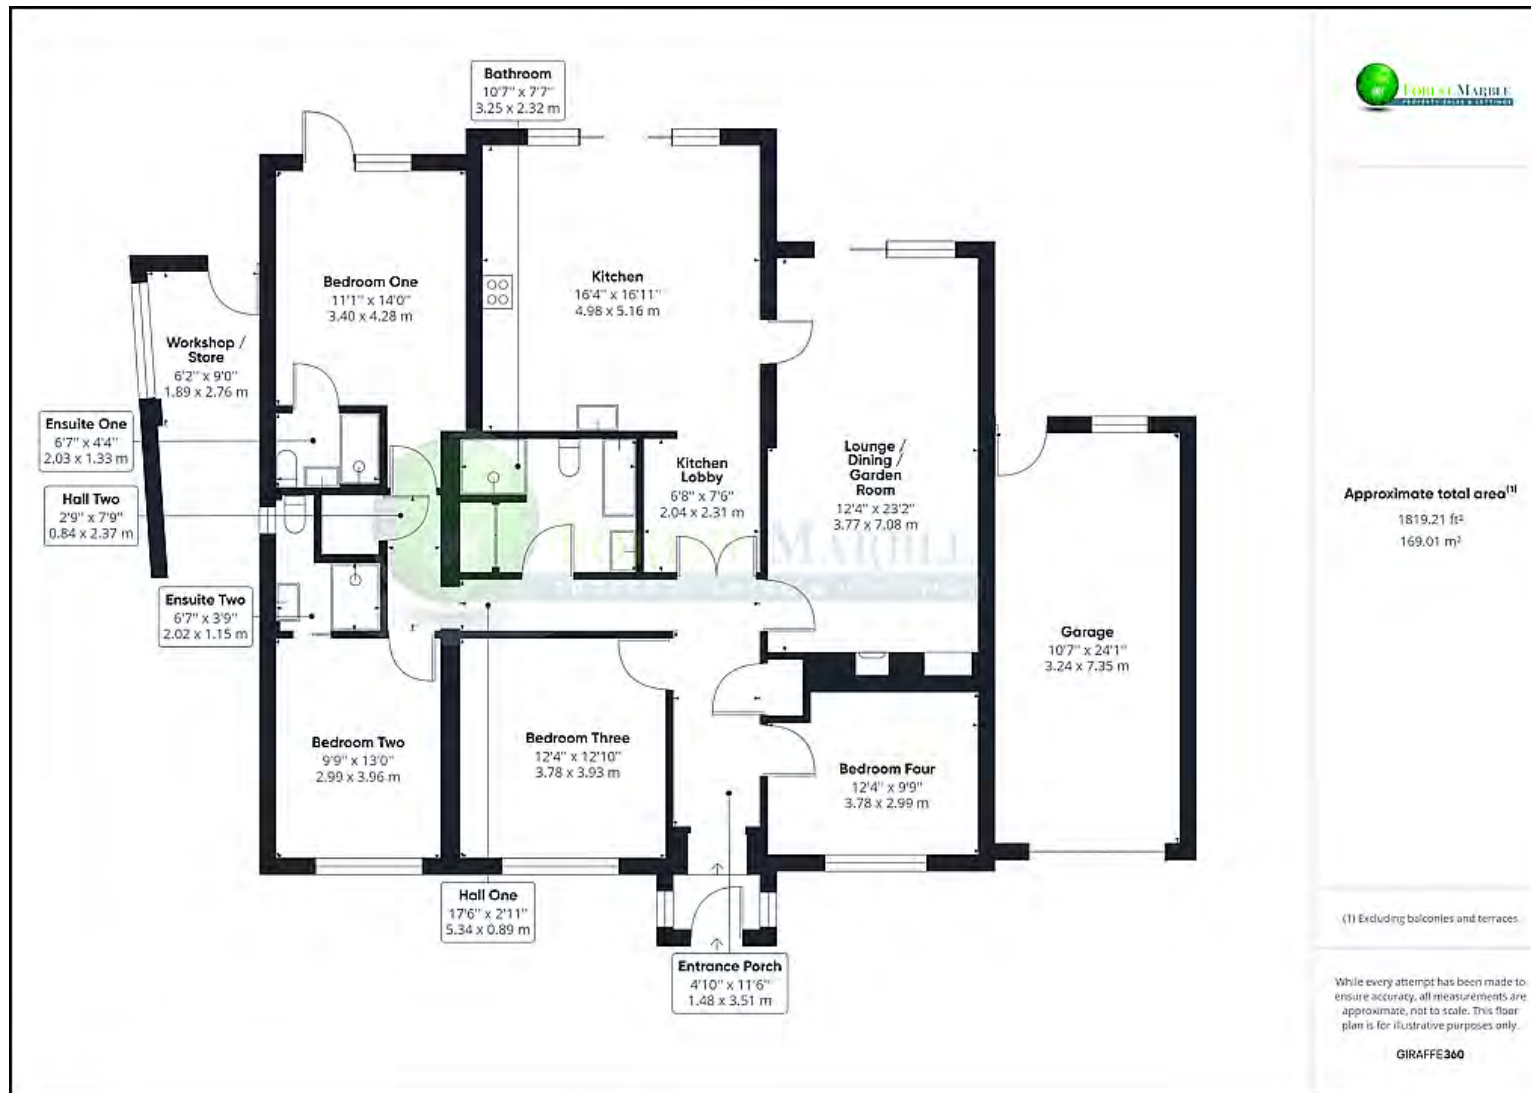 Bathroom
10'7" x 7'7"
3.25 x 2.32 m
FOREST MARBLE
PROPERTY SALES & LETTINGS
Bedroom One
11'1" x 14'0"
3.40 x 4.28 m
Kitchen
16'4" x 16'11"
4.98 x 5.16 m
Workshop /
Store
6'2" x 9'0"
1.89 x 2.76 m
Ensuite One
6'7" x 4'4"
2.03 x 1.33 m
Hall Two
2'9" x 7'9"
0.84 x 2.37 m
Kitchen
Lobby
6'8" x 7'6"
2.04 x 2.31 m
Lounge /
Dining /
Garden
Room
12'4" x 23'2"
3.77 x 7.08 m
FOREST MARBLE
Approximate total area(1)
1819.21 ft²
169.01 m²
Ensuite Two
6'7" x 3'9"
2.02 x 1.15 m
Garage
10'7" x 24'1"
3.24 x 7.35 m
Bedroom Two
9'9" x 13'0"
2.99 x 3.96 m
Bedroom Three
12'4" x 12'10"
3.78 x 3.93 m
Bedroom Four
12'4" x 9'9"
3.78 x 2.99 m
Hall One
17'6" x 2'11"
5.34 x 0.89 m
Entrance Porch
4'10" x 11'6"
1.48 x 3.51 m
(1) Excluding balconies and terraces
While every attempt has been made to
ensure accuracy, all measurements are
approximate, not to scale. This floor
plan is for illustrative purposes only.
GIRAFFE360